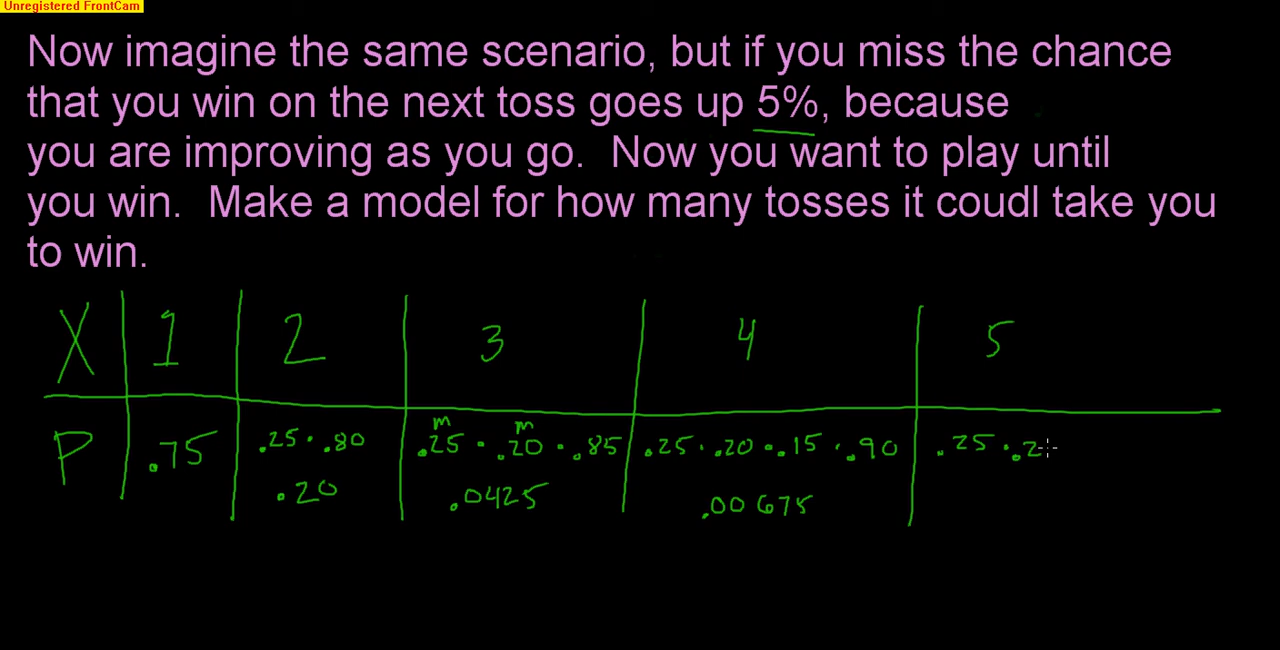 Unregistered FrontCam
Now imagine the same scenario, but if you miss the chance
that you win on the next toss goes up 5%, because
you are improving as you go.  Now you want to play until
you win.  Make a model for how many tosses it coudl take you
to win.
X 1 2 3 4 5
m m
P .75 .25 · .80 .25 · .20 · .85 .25 · .20 · .15 · .90 .25 · .2
.20 .0425 .00675